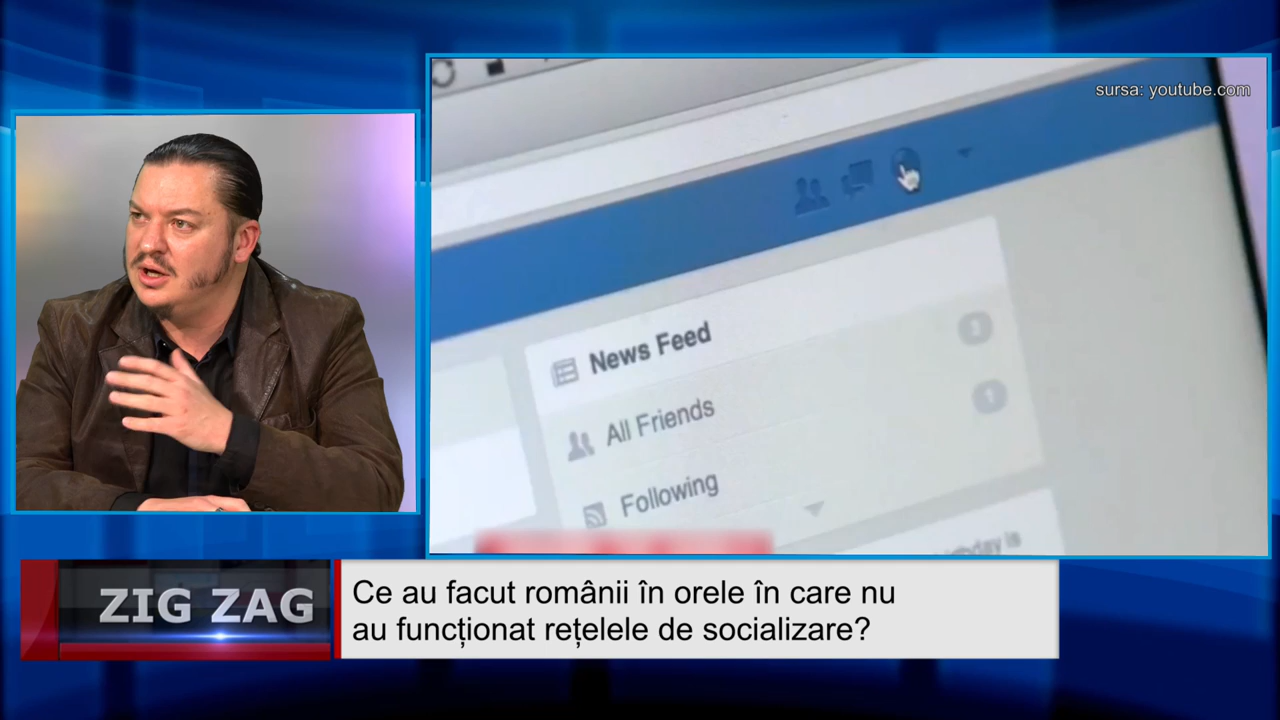 sursa: youtube.com
News Feed
All Friends
Following
ZIG ZAG
Ce au facut românii în orele în care nu
au funcționat rețelele de socializare?